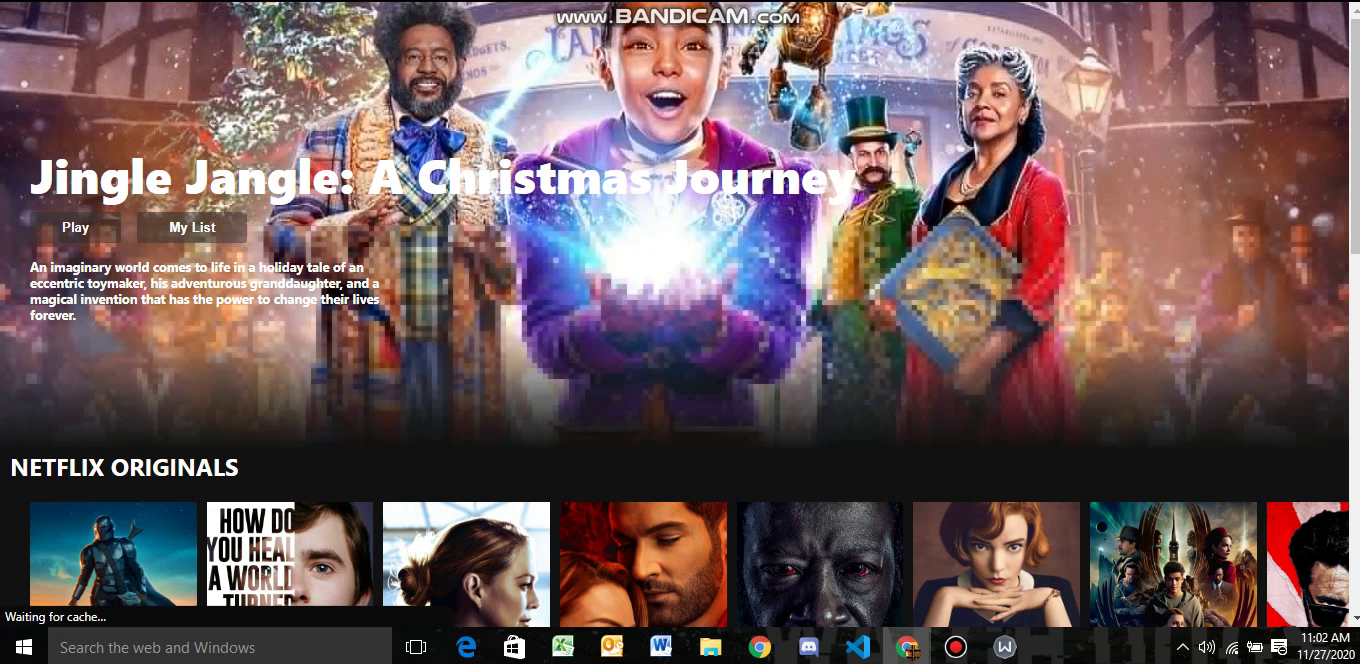 www.BANDICAM.com
Jingle Jangle: A Christmas Journey
Play
My List
An imaginary world comes to life in a holiday tale of an
eccentric toymaker, his adventurous granddaughter, and a
magical invention that has the power to change their lives
forever.
NETFLIX ORIGINALS
HOW DO
YOU HEAL
A WORLD
TURNED
Waiting for cache...
Search the web and Windows
11:02 AM
11/27/2020